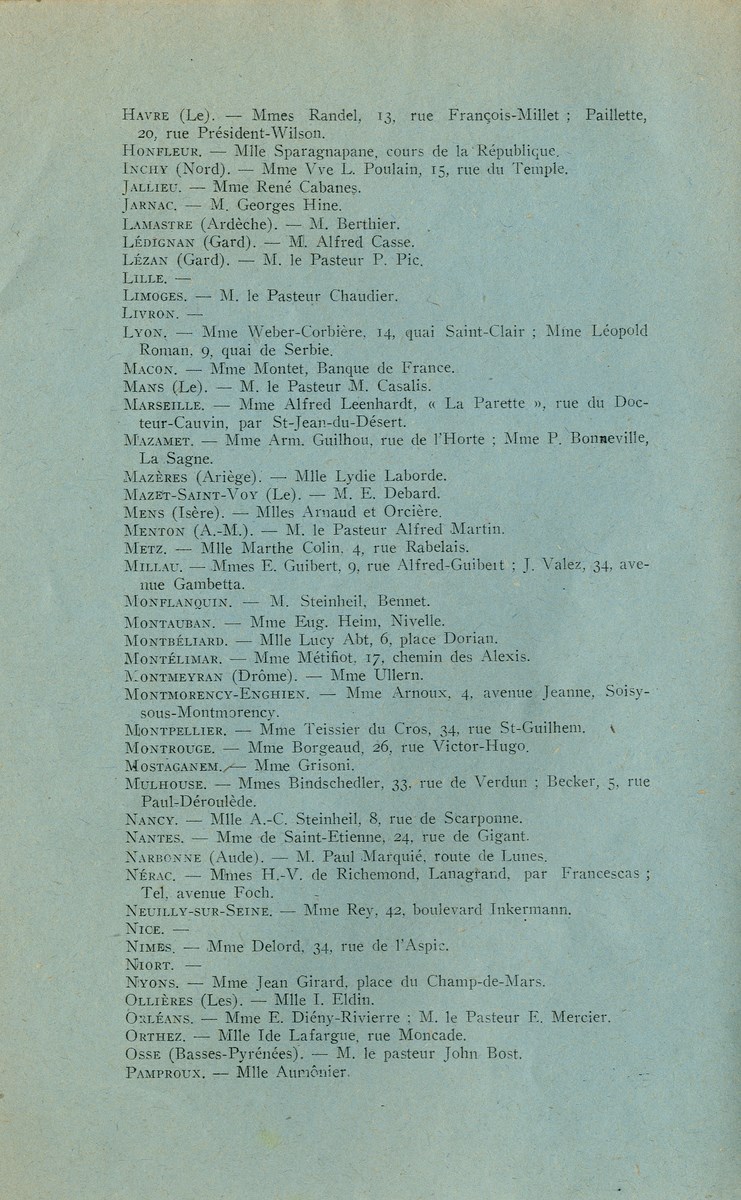 HAVRE (Le). — Mmes Randel, 13, rue François-Millet ; Paillette,
20, rue Président-Wilson.
HONFLEUR. — Mlle Sparagnapane, cours de la République.
INCHY (Nord). — Mme Vve L. Poulain, 15, rue du Temple.
JALLIEU. — Mme René Cabanes.
JARNAC. — M. Georges Hine.
LAMASTRE (Ardèche). — M. Berthier.
LÉDIGNAN (Gard). — M. Alfred Casse.
LÉZAN (Gard). — M. le Pasteur P. Pic.
LILLE. —
LIMOGES. — M. le Pasteur Chaudier.
LIVRON. —
LYON. — Mme Weber-Corbière, 14, quai Saint-Clair ; Mme Léopold
Roman, 9, quai de Serbie.
MACON. — Mme Montet, Banque de France.
MANS (Le). — M. le Pasteur M. Casalis.
MARSEILLE. — Mme Alfred Leenhardt, « La Parette », rue du Doc-
teur-Cauvin, par St-Jean-du-Désert.
MAZAMET. — Mme Arm. Guilhou, rue de l'Horte ; Mme P. Bonneville,
La Sagne.
MAZÈRES (Ariège). — Mlle Lydie Laborde.
MAZET-SAINT-VOY (Le). — M. E. Debard.
MENS (Isère). — Mlles Arnaud et Orcière.
MENTON (A.-M.). — M. le Pasteur Alfred Martin.
METZ. — Mlle Marthe Colin, 4, rue Rabelais.
MILLAU. — Mmes E. Guibert, 9, rue Alfred-Guibert ; J. Valez, 34, ave-
nue Gambetta.
MONFLANQUIN. — M. Steinheil, Bennet.
MONTAUBAN. — Mme Eug. Heim, Nivelle.
MONTBÉLIARD. — Mlle Lucy Abt, 6, place Dorian.
MONTÉLIMAR. — Mme Métifiot, 17, chemin des Alexis.
MONTMEYRAN (Drôme). — Mme Ullern.
MONTMORENCY-ENGHIEN. — Mme Arnoux, 4, avenue Jeanne, Soisy-
sous-Montmorency.
MONTPELLIER. — Mme Teissier du Cros, 34, rue St-Guilhem.
MONTROUGE. — Mme Borgeaud, 26, rue Victor-Hugo.
MOSTAGANEM. — Mme Grisoni.
MULHOUSE. — Mmes Bindschedler, 33, rue de Verdun ; Becker, 5, rue
Paul-Déroulède.
NANCY. — Mlle A.-C. Steinheil, 8, rue de Scarponne.
NANTES. — Mme de Saint-Etienne, 24, rue de Gigant.
NARBONNE (Aude). — M. Paul Marquié, route de Lunes.
NÉRAC. — Mmes H.-V. de Richemond, Lanagrand, par Francescas ;
Tel, avenue Foch.
NEUILLY-SUR-SEINE. — Mme Rey, 42, boulevard Inkermann.
NICE. —
NIMES. — Mme Delord, 34, rue de l'Aspic.
NIORT. —
NYONS. — Mme Jean Girard, place du Champ-de-Mars.
OLLIÈRES (Les). — Mlle I. Eldin.
ORLÉANS. — Mme E. Diény-Rivierre ; M. le Pasteur E. Mercier.
ORTHEZ. — Mlle Ide Lafargue, rue Moncade.
OSSE (Basses-Pyrénées). — M. le pasteur John Bost.
PAMPROUX. — Mlle Aumônier.